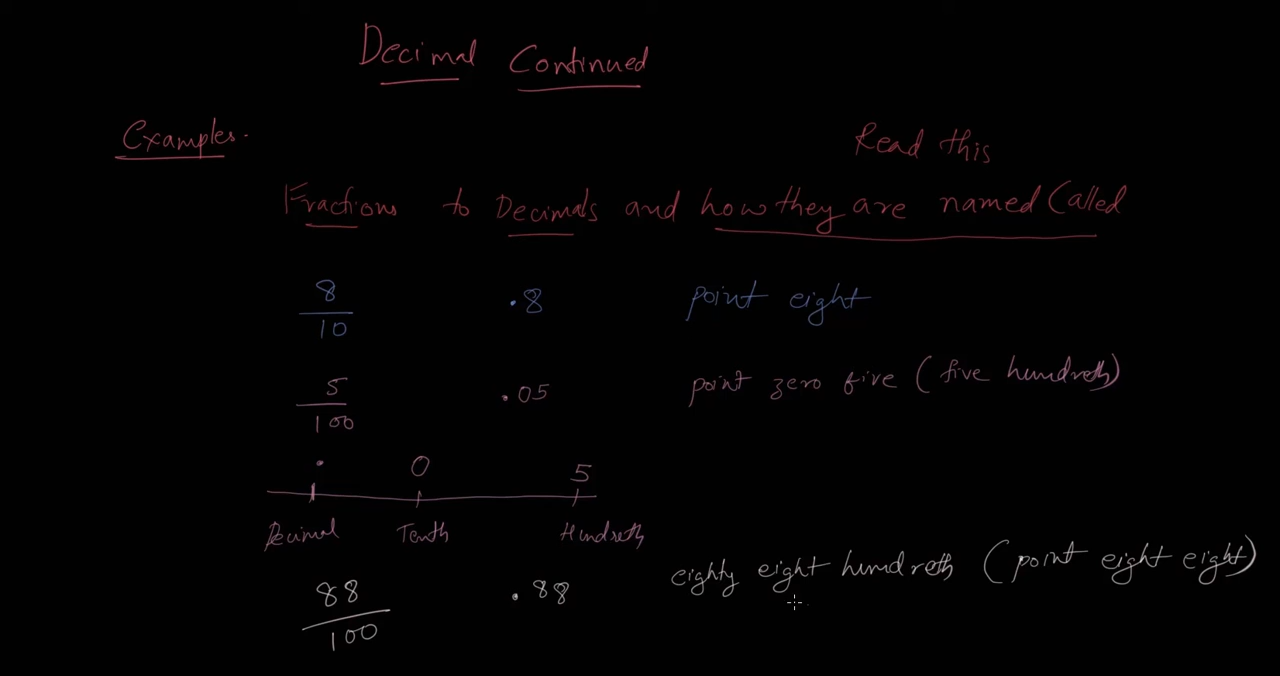 Decimal Continued
Examples.
Read this
Fractions to Decimals and how they are named Called
8/10 .8 point eight
5/100 .05 point zero five (five hundreth)
. 0 5
Decimal Tenth Hundreth
88/100 .88 eighty eight hundreth (point eight eight)